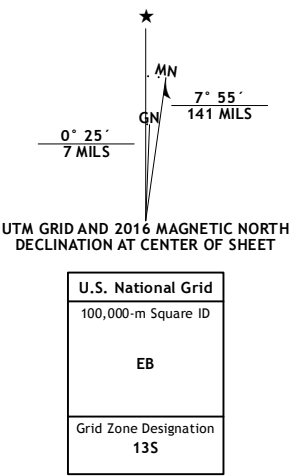 ★
MN
GN
7° 55´
141 MILS
0° 25´
7 MILS
UTM GRID AND 2016 MAGNETIC NORTH
DECLINATION AT CENTER OF SHEET
U.S. National Grid
100,000-m Square ID
EB
Grid Zone Designation
13S